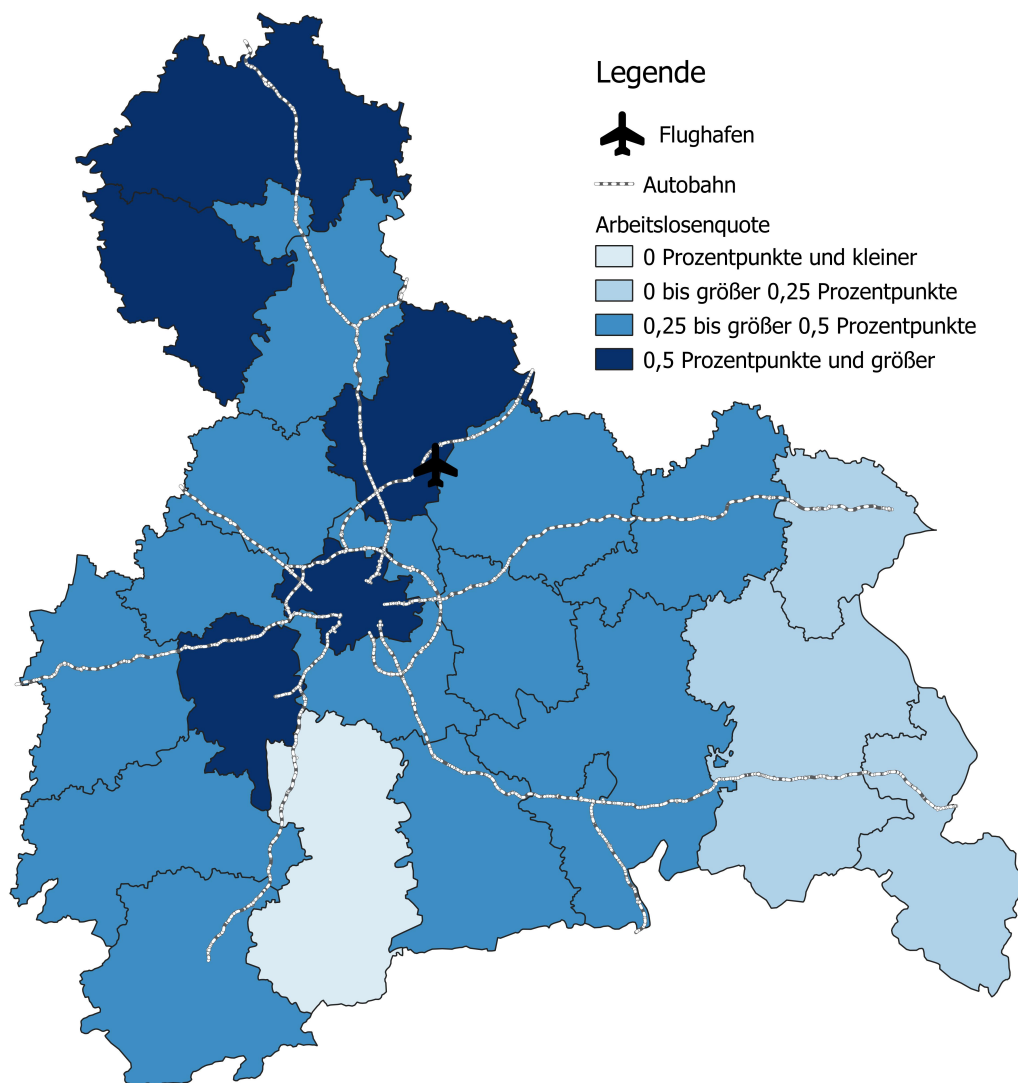 Legende
Flughafen
Autobahn
Arbeitslosenquote
0 Prozentpunkte und kleiner
0 bis größer 0,25 Prozentpunkte
0,25 bis größer 0,5 Prozentpunkte
0,5 Prozentpunkte und größer